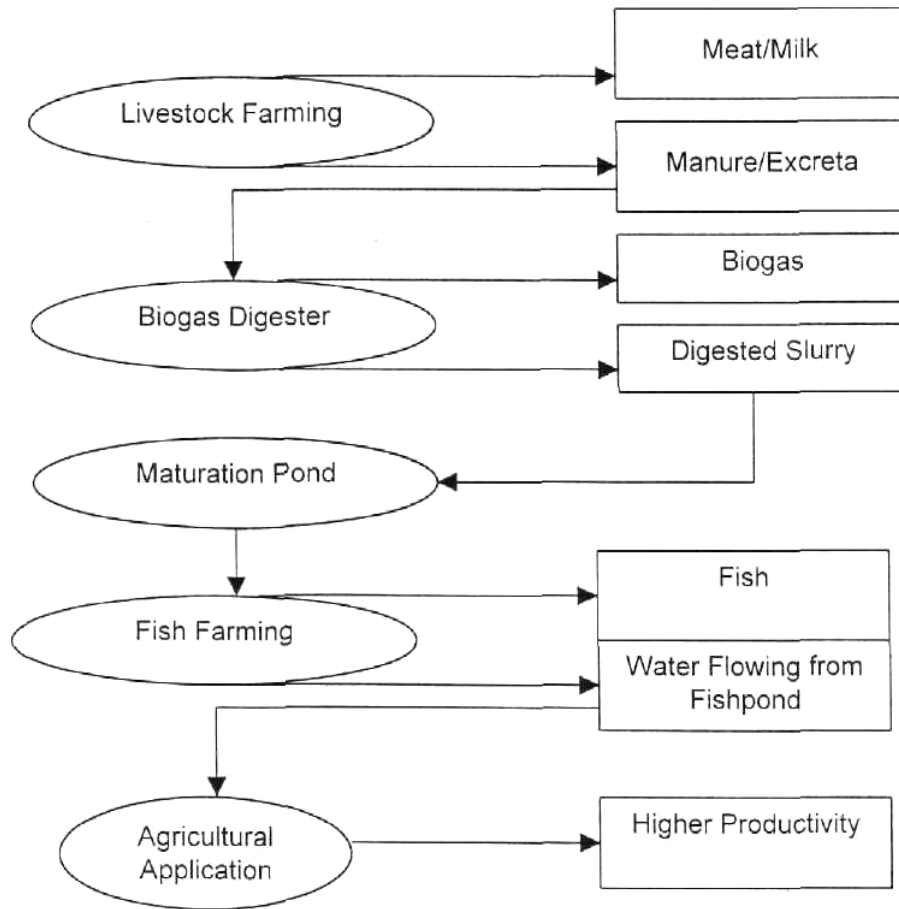 Meat/Milk
Livestock Farming
Manure/Excreta
Biogas
Biogas Digester
Digested Slurry
Maturation Pond
Fish
Fish Farming
Water Flowing from
Fishpond
Higher Productivity
Agricultural
Application